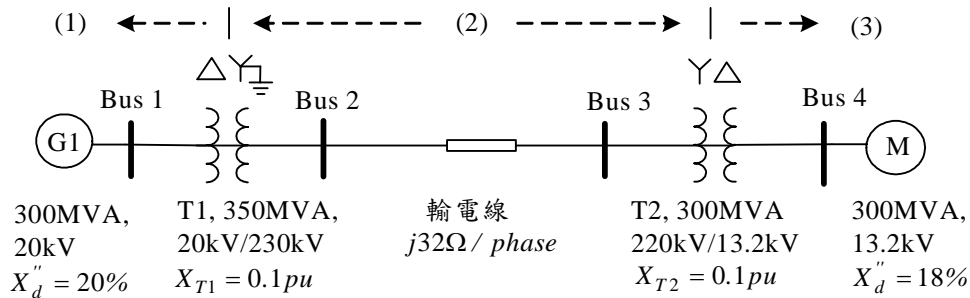 (1) (2) (3)
Bus 1 Bus 2 Bus 3 Bus 4
G1 M
300MVA,
20kV
X''d = 20%
T1, 350MVA,
20kV/230kV
XT1 = 0.1pu
輸電線
j32Ω / phase
T2, 300MVA
220kV/13.2kV
XT2 = 0.1pu
300MVA,
13.2kV
X''d = 18%